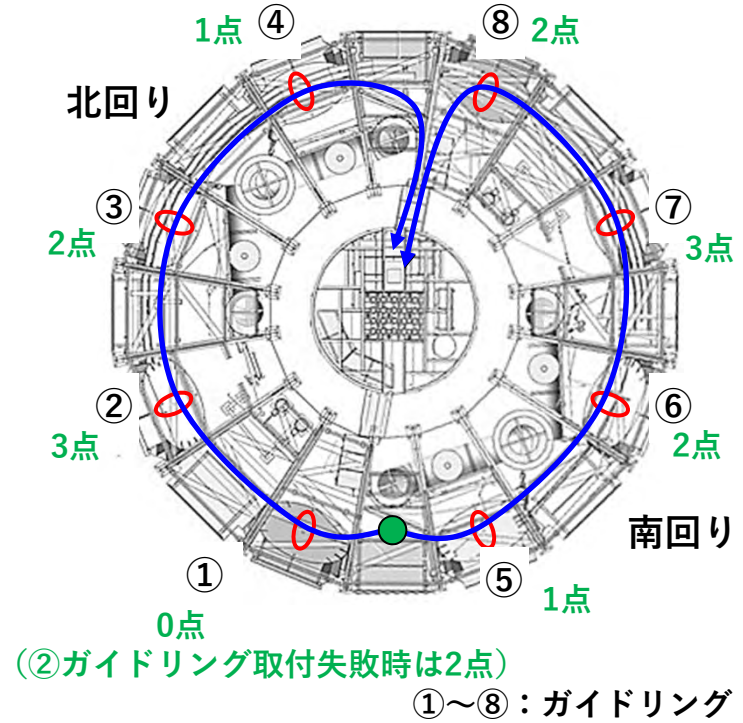 ④ ⑧
1点 2点
北回り
③ ⑦
2点 3点
② ⑥
3点 2点
南回り
① ⑤
0点 1点
(②ガイドリング取付失敗時は2点)
①～⑧：ガイドリング